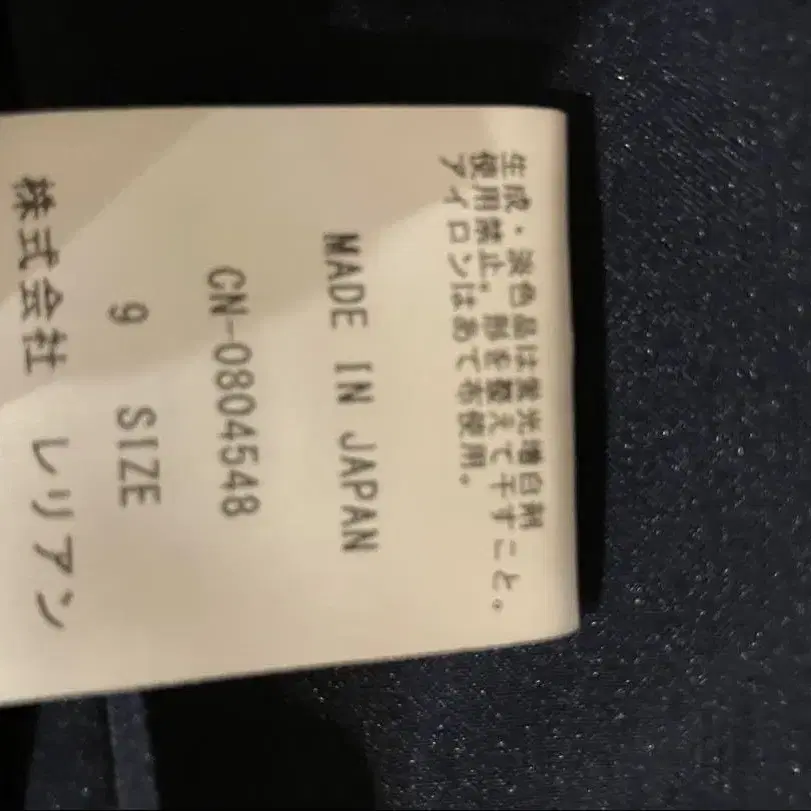 生成・淡色品は蛍光増白剤
使用禁止。形を整えて干すこと。
アイロンはあて布使用。
MADE IN JAPAN
CN-0804548
9 SIZE
株式会社 レリアン